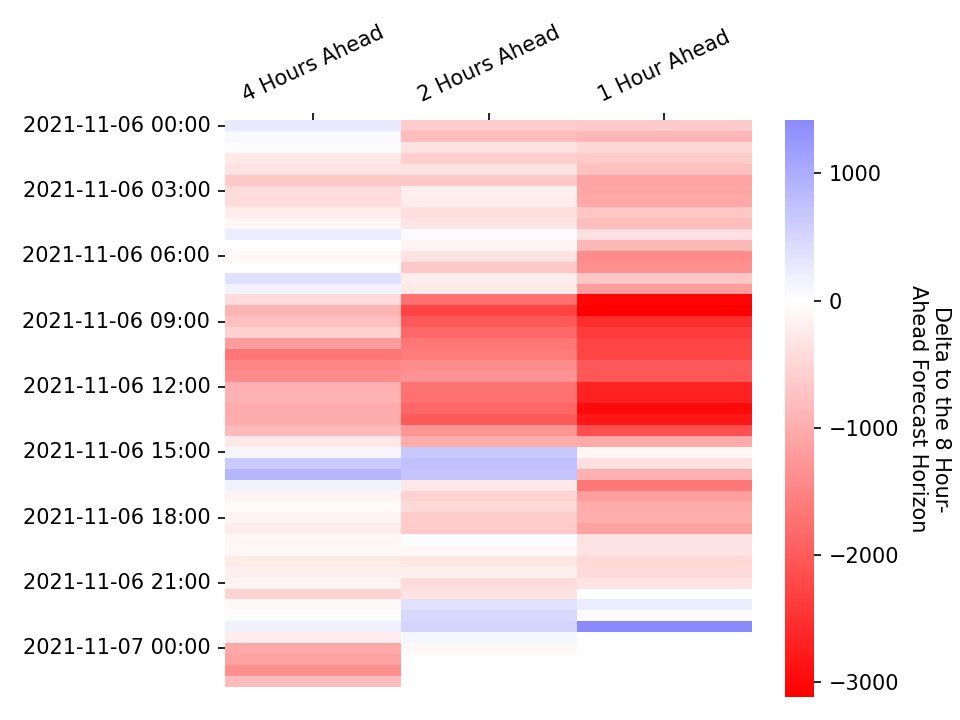 4 Hours Ahead
2 Hours Ahead
1 Hour Ahead
2021-11-06 00:00
2021-11-06 03:00
2021-11-06 06:00
2021-11-06 09:00
2021-11-06 12:00
2021-11-06 15:00
2021-11-06 18:00
2021-11-06 21:00
2021-11-07 00:00
1000
0
−1000
−2000
−3000
Delta to the 8 Hour-
Ahead Forecast Horizon